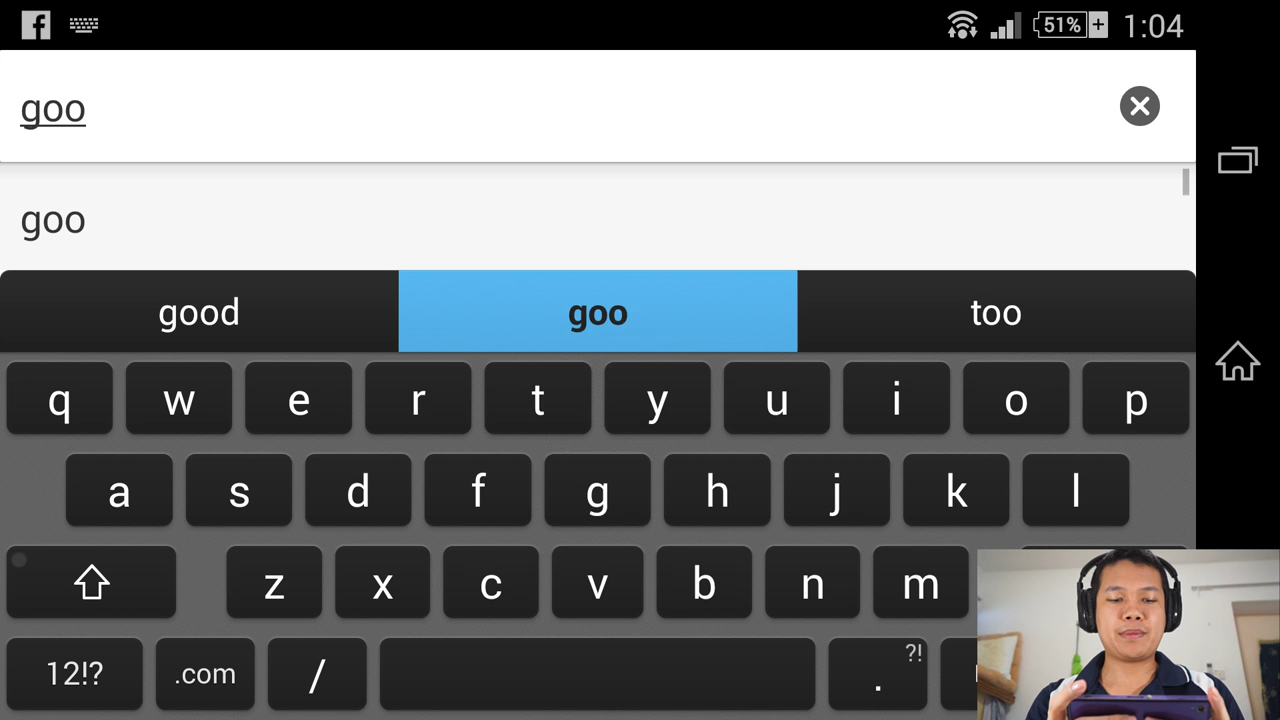 51% 1:04
goo
goo
good goo too
q w e r t y u i o p
a s d f g h j k l
z x c v b n m
12!? .com / . ?!